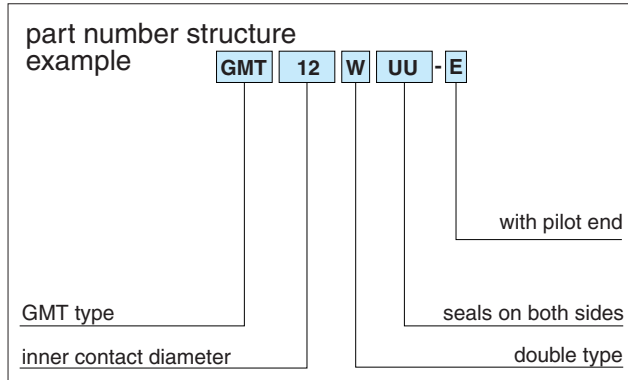 part number structure
example
GMT 12 W UU - E
with pilot end
GMT type
seals on both sides
inner contact diameter
double type